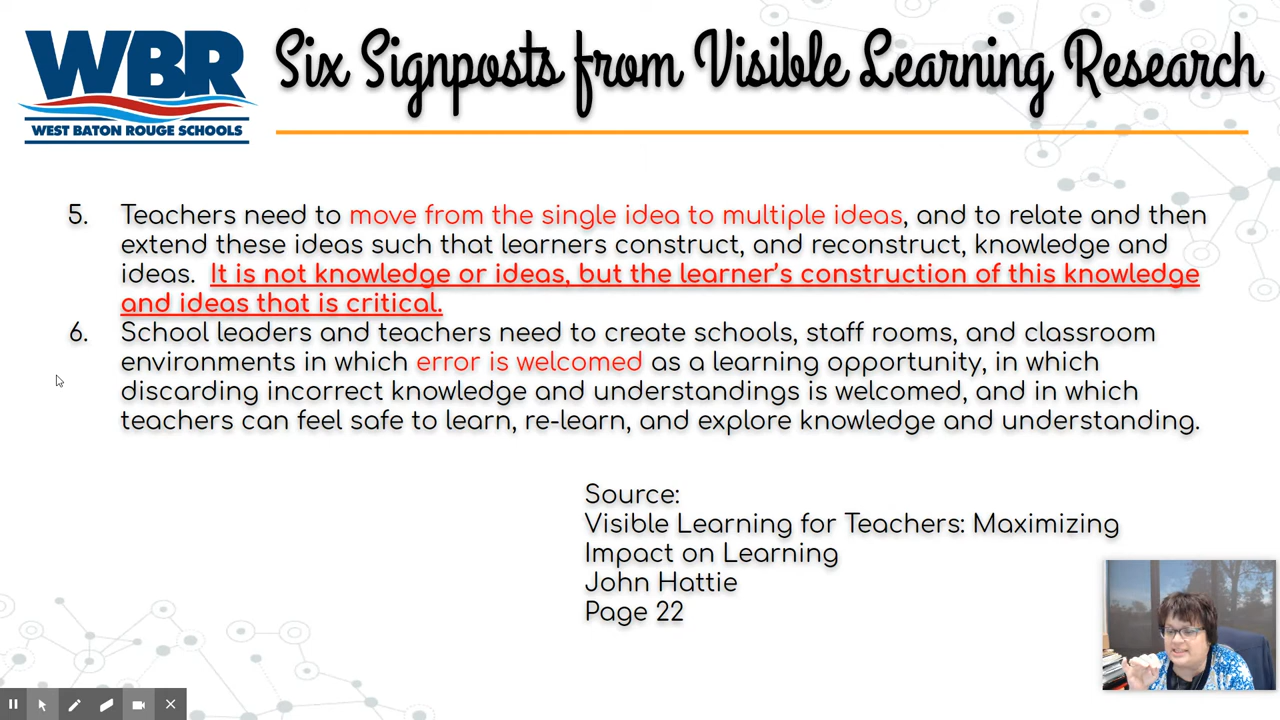 WBR
WEST BATON ROUGE SCHOOLS
Six Signposts from Visible Learning Research
5. Teachers need to move from the single idea to multiple ideas, and to relate and then
extend these ideas such that learners construct, and reconstruct, knowledge and
ideas. It is not knowledge or ideas, but the learner's construction of this knowledge
and ideas that is critical.
6. School leaders and teachers need to create schools, staff rooms, and classroom
environments in which error is welcomed as a learning opportunity, in which
discarding incorrect knowledge and understandings is welcomed, and in which
teachers can feel safe to learn, re-learn, and explore knowledge and understanding.
Source:
Visible Learning for Teachers: Maximizing
Impact on Learning
John Hattie
Page 22